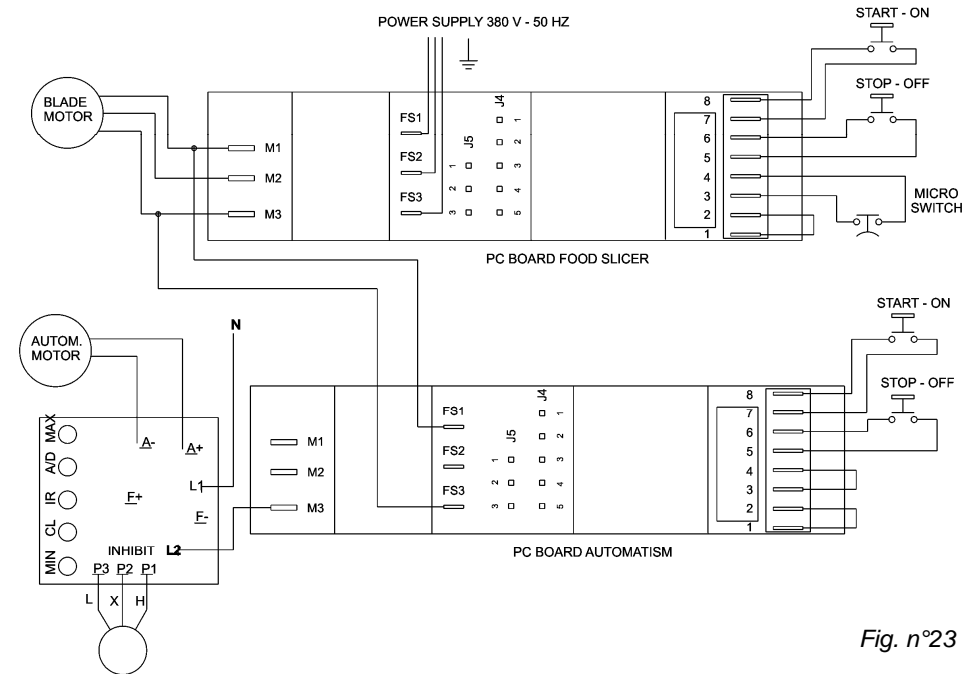 POWER SUPPLY 380 V - 50 HZ
START - ON
STOP - OFF
MICRO
SWITCH
BLADE
MOTOR
M1
M2
M3
FS1
FS2
FS3
J5
1
2
3
J4
1
2
3
4
5
8
7
6
5
4
3
2
1
PC BOARD FOOD SLICER
N
AUTOM.
MOTOR
START - ON
STOP - OFF
MAX
A/D
IR
CL
MIN
A-
A+
L1
F+
F-
INHIBIT
L2
P3 P2 P1
L X H
M1
M2
M3
FS1
FS2
FS3
J5
1
2
3
J4
1
2
3
4
5
8
7
6
5
4
3
2
1
PC BOARD AUTOMATISM
Fig. n°23